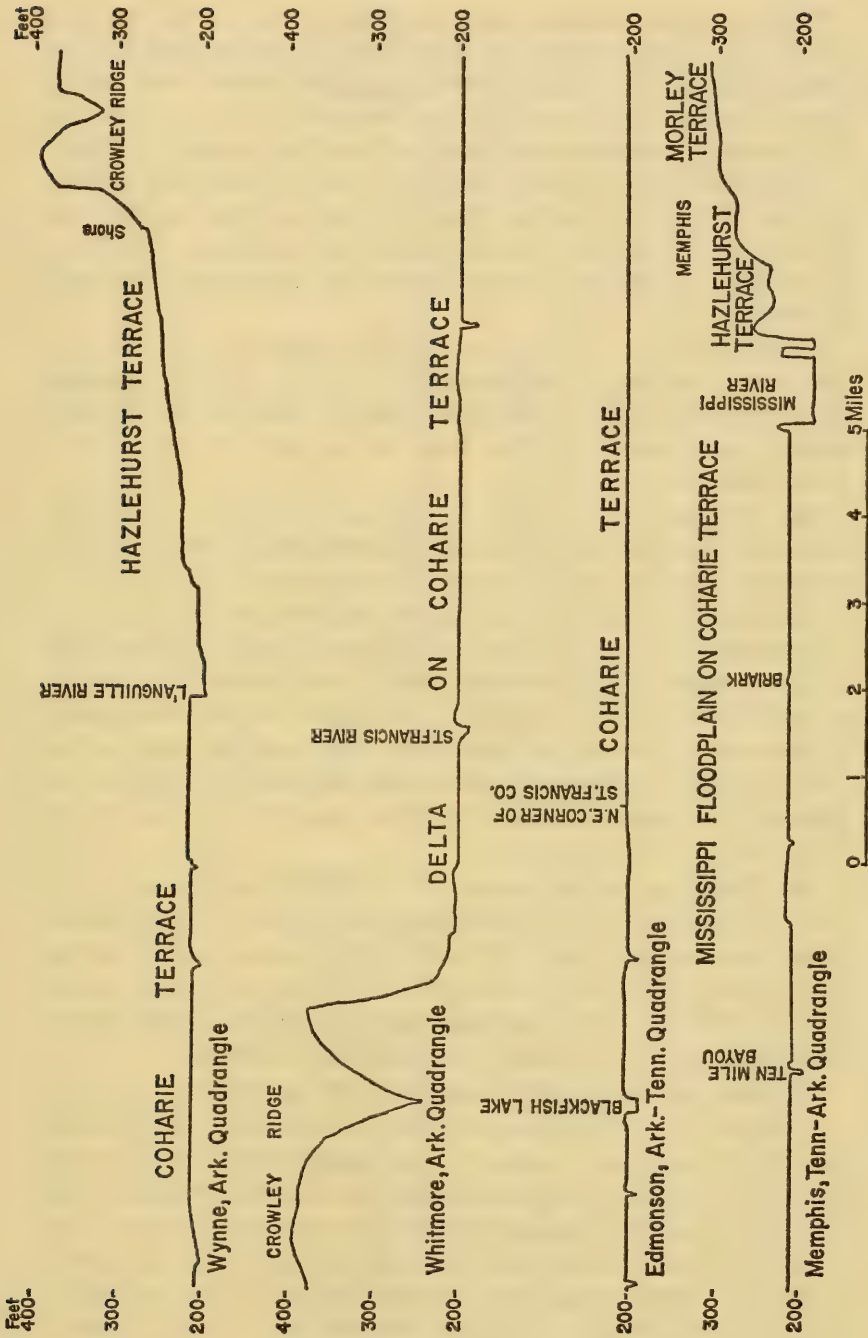 Feet
400-
300-
200-
COHARIE TERRACE
L'ANGUILLE RIVER
HAZLEHURST TERRACE
Shore
CROWLEY RIDGE
Feet
-400
-300
-200
Wynne, Ark. Quadrangle
400-
300-
200-
CROWLEY RIDGE
DELTA ON COHARIE TERRACE
ST. FRANCIS RIVER
-200
Whitmore, Ark. Quadrangle
200-
BLACKFISH LAKE
N.E. CORNER OF
ST. FRANCIS CO.
COHARIE TERRACE
-200
Edmonson, Ark.-Tenn. Quadrangle
300-
200-
TEN MILE
BAYOU
MISSISSIPPI FLOODPLAIN ON COHARIE TERRACE
BRIARK
MISSISSIPPI
RIVER
MEMPHIS
HAZLEHURST
TERRACE
MORLEY
TERRACE
-300
-200
Memphis, Tenn-Ark. Quadrangle
0 1 2 3 4 5 Miles